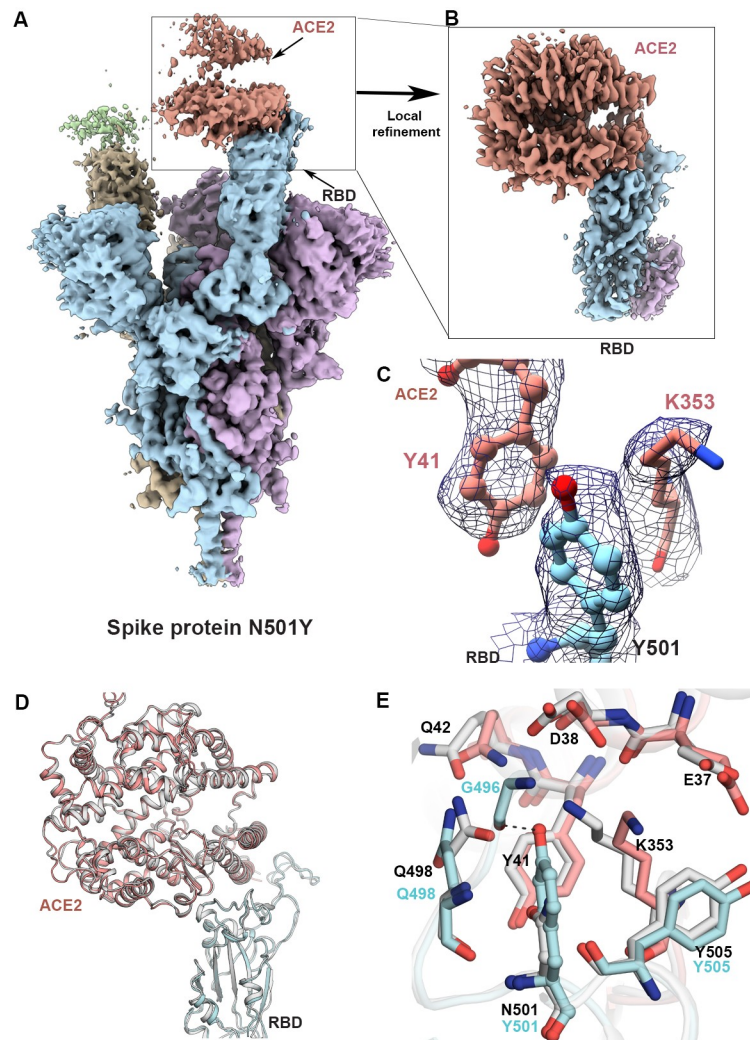 A
ACE2
RBD
Local
refinement
B
ACE2
RBD
Spike protein N501Y
C
ACE2
K353
Y41
Y501
RBD
D
ACE2
RBD
E
Q42
D38
E37
G496
K353
Y41
Q498
Q498
Y505
Y505
N501
Y501